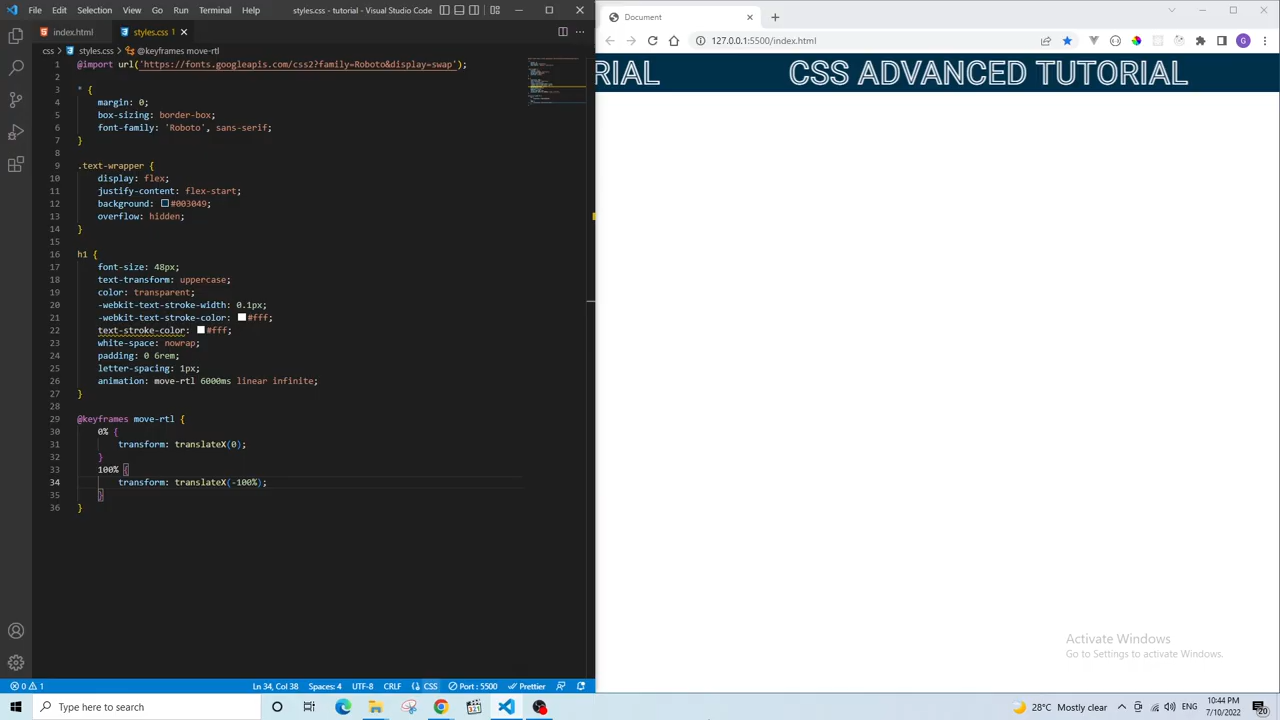 File Edit Selection View Go Run Terminal Help styles.css - tutorial - Visual Studio Code
index.html styles.css 1
css > styles.css > @keyframes move-rtl
1 @import url('https://fonts.googleapis.com/css2?family=Roboto&display=swap');
2
3 * {
4 margin: 0;
5 box-sizing: border-box;
6 font-family: 'Roboto', sans-serif;
7 }
8
9 .text-wrapper {
10 display: flex;
11 justify-content: flex-start;
12 background: #003049;
13 overflow: hidden;
14 }
15
16 h1 {
17 font-size: 48px;
18 text-transform: uppercase;
19 color: transparent;
20 -webkit-text-stroke-width: 0.1px;
21 -webkit-text-stroke-color: #fff;
22 text-stroke-color: #fff;
23 white-space: nowrap;
24 padding: 0 6rem;
25 letter-spacing: 1px;
26 animation: move-rtl 6000ms linear infinite;
27 }
28
29 @keyframes move-rtl {
30 0% {
31 transform: translateX(0);
32 }
33 100% {
34 transform: translateX(-100%);
35 }
36 }
0 1 Ln 34, Col 38 Spaces: 4 UTF-8 CRLF {} CSS Port : 5500 Prettier
Document
127.0.0.1:5500/index.html
RIAL CSS ADVANCED TUTORIAL
Activate Windows
Go to Settings to activate Windows.
Type here to search
28°C Mostly clear ENG 10:44 PM
7/10/2022
20